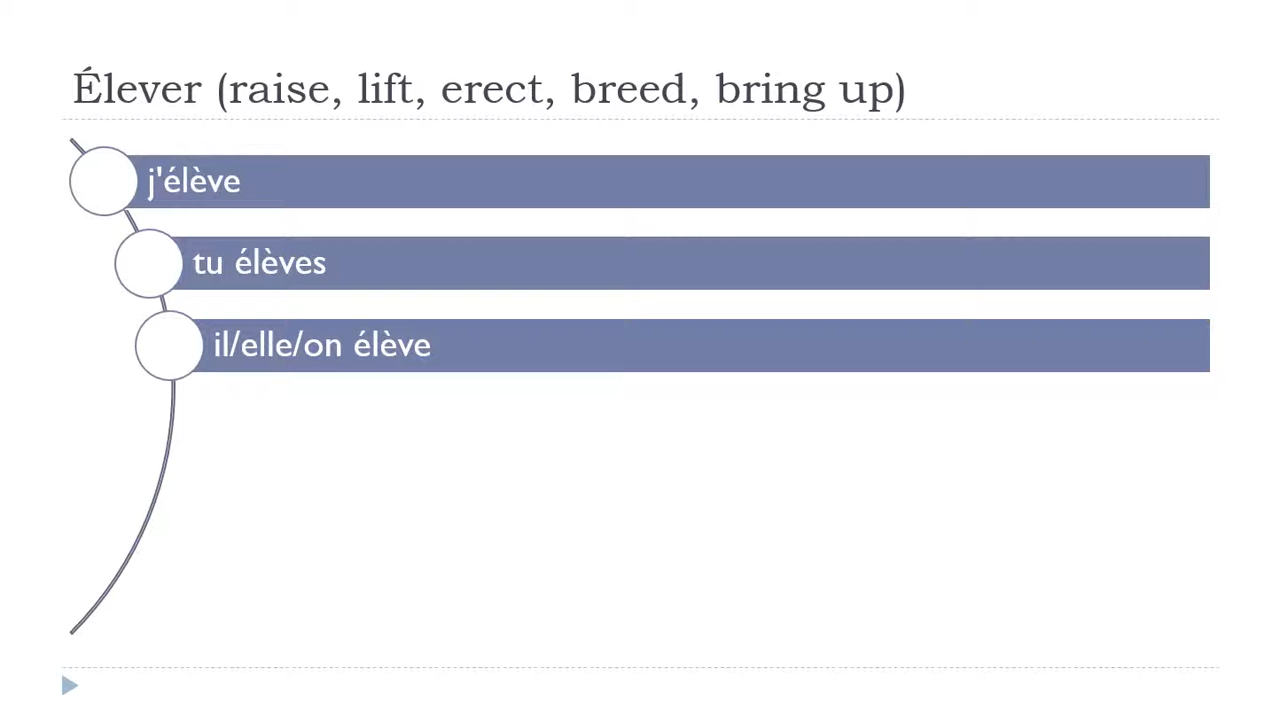 Élever (raise, lift, erect, breed, bring up)
j'élève
tu élèves
il/elle/on élève